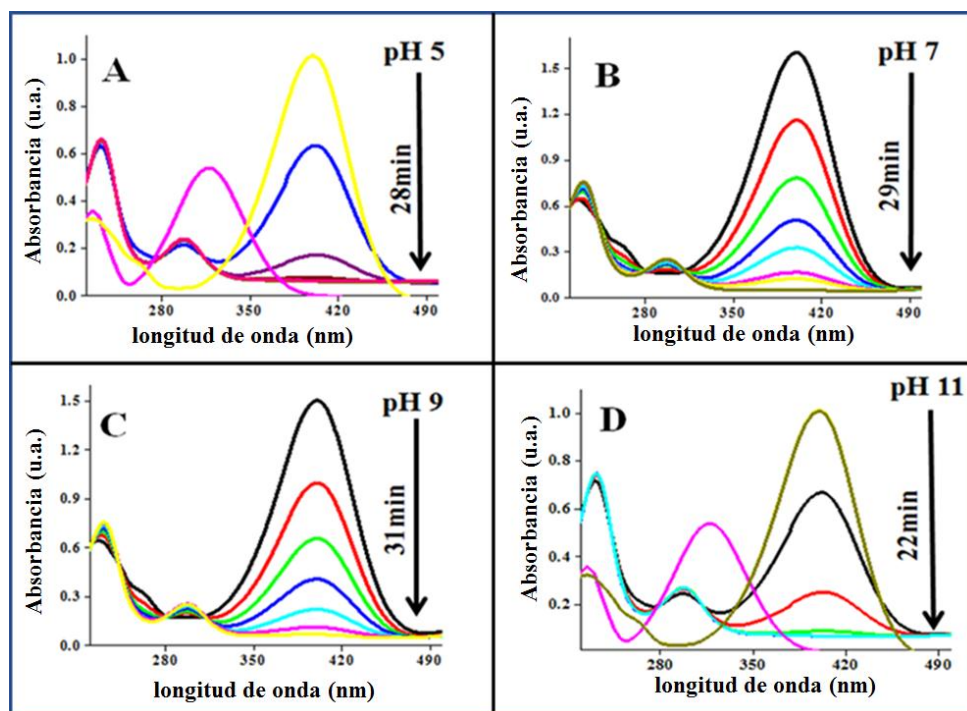 A
pH 5
28min
Absorbancia (u.a.)
1.0
0.8
0.6
0.4
0.2
0.0
280
350
420
490
longitud de onda (nm)
B
pH 7
29min
Absorbancia (u.a.)
1.5
1.2
0.9
0.6
0.3
0.0
280
350
420
490
longitud de onda (nm)
C
pH 9
31min
Absorbancia (u.a.)
1.5
1.2
0.9
0.6
0.3
0.0
280
350
420
490
longitud de onda (nm)
D
pH 11
22min
Absorbancia (u.a.)
1.0
0.8
0.6
0.4
0.2
280
350
420
490
longitud de onda (nm)